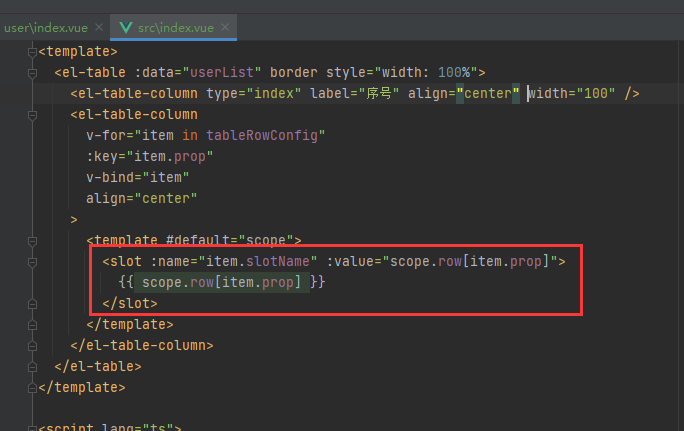 user\index.vue
src\index.vue
<template>
<el-table :data="userList" border style="width: 100%">
<el-table-column type="index" label="序号" align="center" width="100" />
<el-table-column
v-for="item in tableRowConfig"
:key="item.prop"
v-bind="item"
align="center"
>
<template #default="scope">
<slot :name="item.slotName" :value="scope.row[item.prop]">
{{ scope.row[item.prop] }}
</slot>
</template>
</el-table-column>
</el-table>
</template>
<script lang="ts">